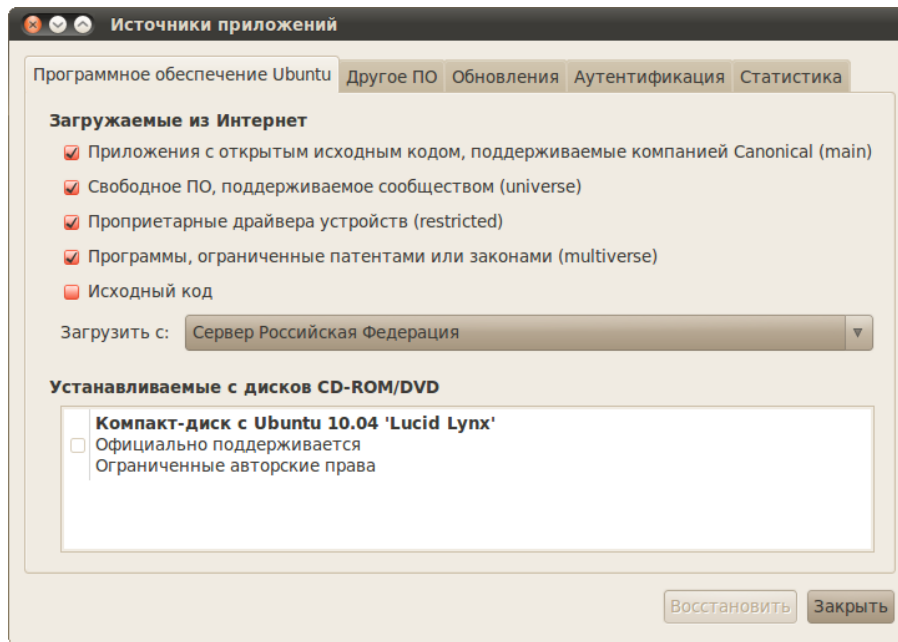 Источники приложений
Программное обеспечение Ubuntu
Другое ПО
Обновления
Аутентификация
Статистика
Загружаемые из Интернет
Приложения с открытым исходным кодом, поддерживаемые компанией Canonical (main)
Свободное ПО, поддерживаемое сообществом (universe)
Проприетарные драйвера устройств (restricted)
Программы, ограниченные патентами или законами (multiverse)
Исходный код
Загрузить с: Сервер Российская Федерация
Устанавливаемые с дисков CD-ROM/DVD
Компакт-диск с Ubuntu 10.04 'Lucid Lynx'
Официально поддерживается
Ограниченные авторские права
Восстановить
Закрыть